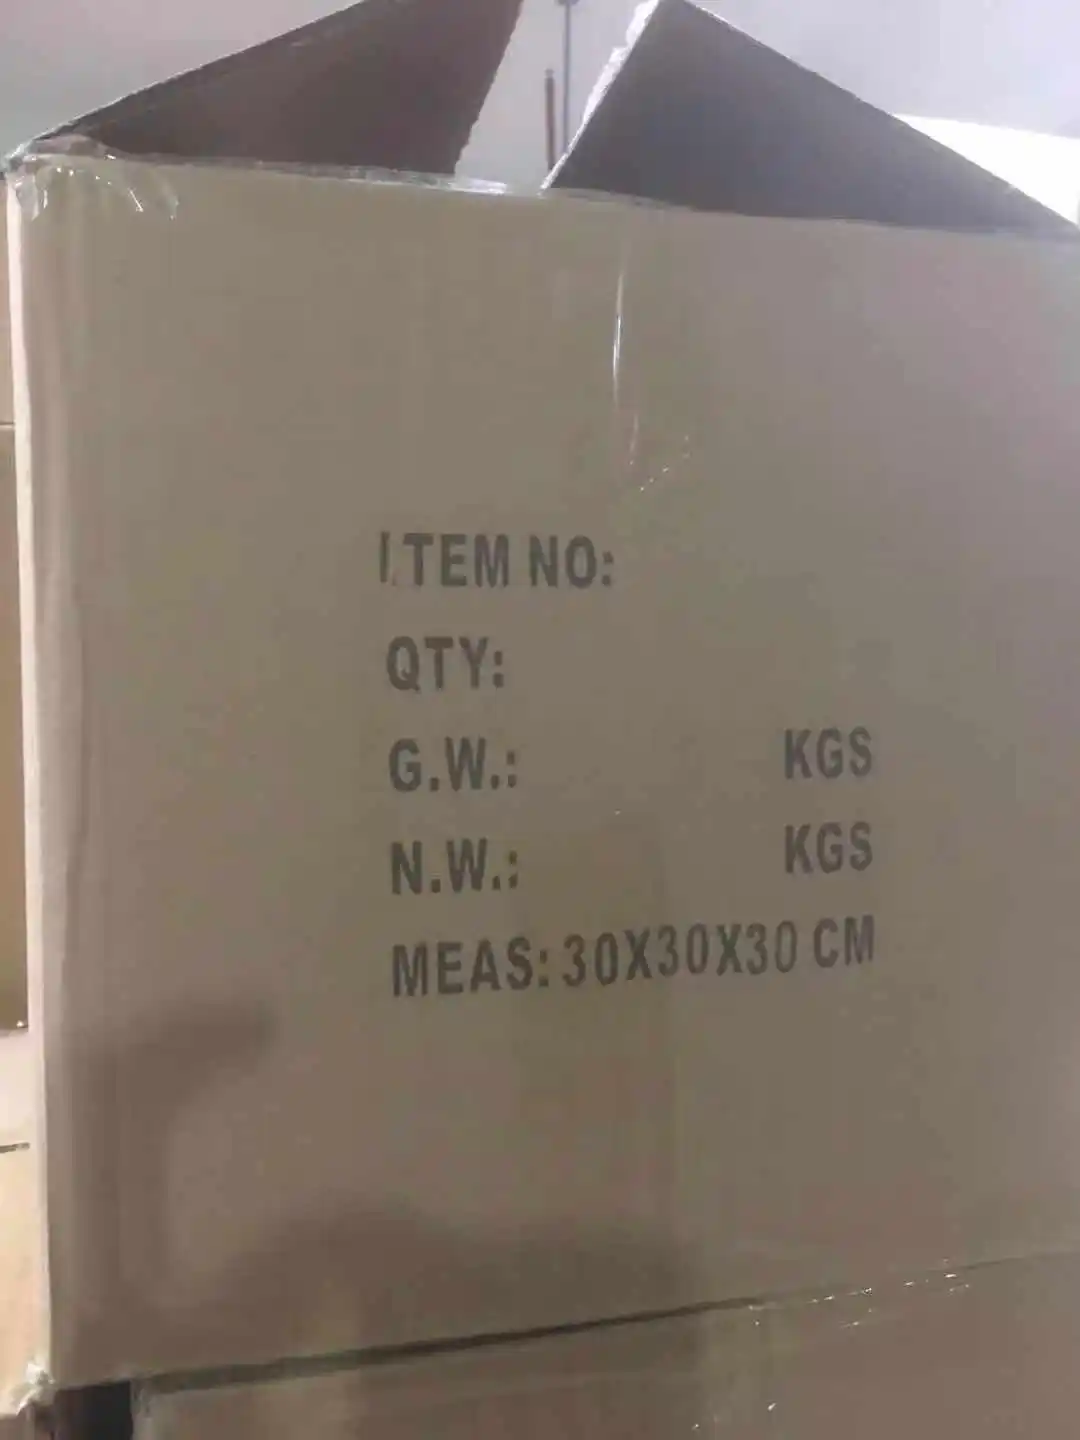 ITEM NO:
QTY:
G.W.: KGS
N.W.: KGS
MEAS: 30X30X30 CM